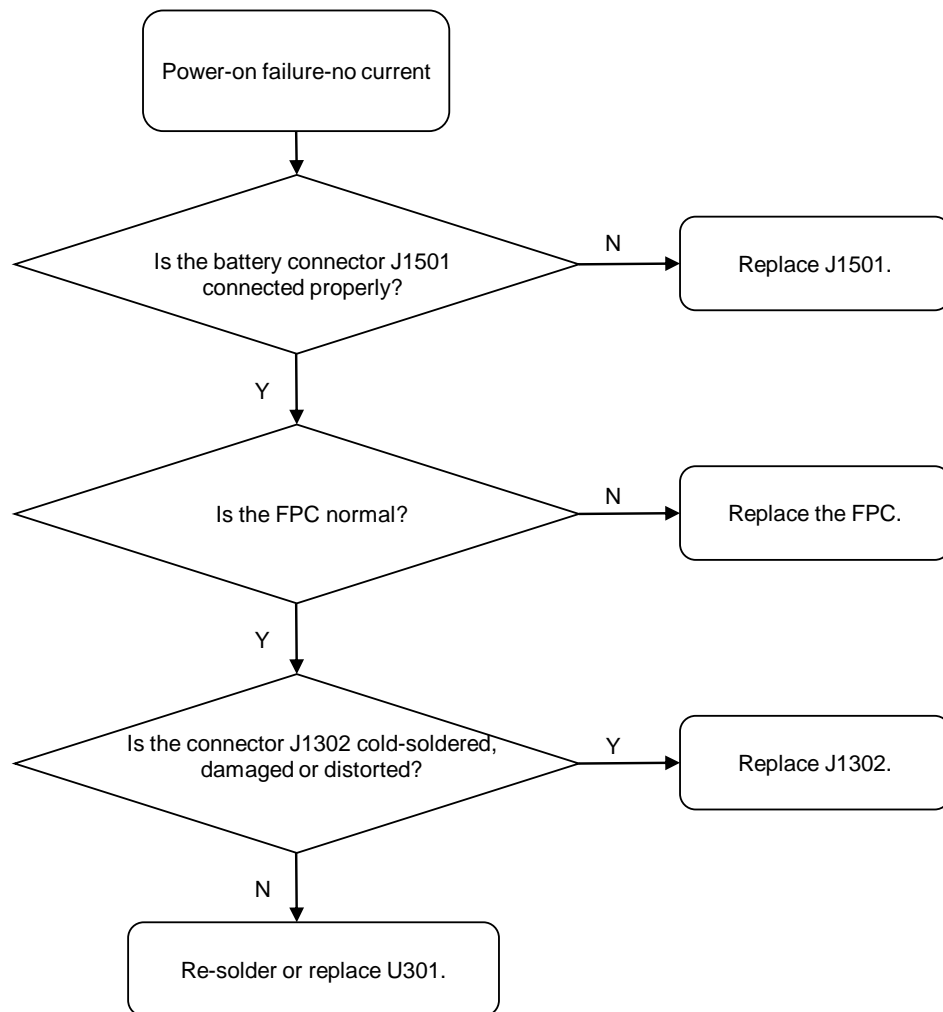 Power-on failure-no current
Is the battery connector J1501
connected properly?
N
Replace J1501.
Y
Is the FPC normal?
N
Replace the FPC.
Y
Is the connector J1302 cold-soldered,
damaged or distorted?
Y
Replace J1302.
N
Re-solder or replace U301.